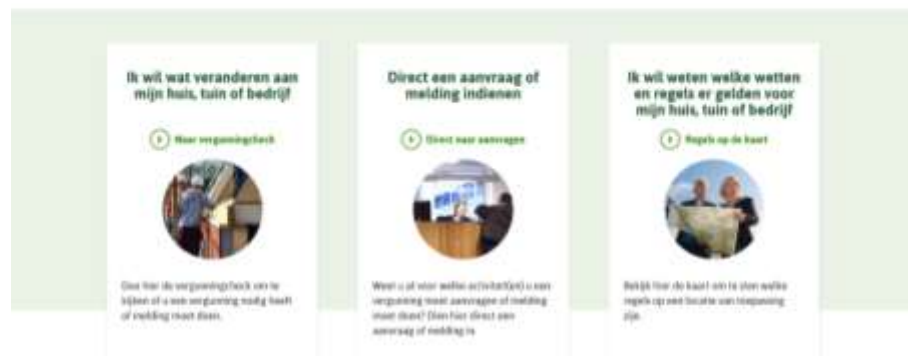 Ik wil wat veranderen aan
mijn huis, tuin of bedrijf
Naar vergunningcheck
Doe hier de vergunningcheck om te
kijken of u een vergunning nodig heeft
of melding moet doen.
Direct een aanvraag of
melding indienen
Direct naar aanvragen
Weet u al voor welke activiteit(en) u een
vergunning moet aanvragen of melding
moet doen? Dien hier direct een
aanvraag of melding in.
Ik wil weten welke wetten
en regels er gelden voor
mijn huis, tuin of bedrijf
Regels op de kaart
Bekijk hier de kaart om te zien welke
regels op een locatie van toepassing
zijn.